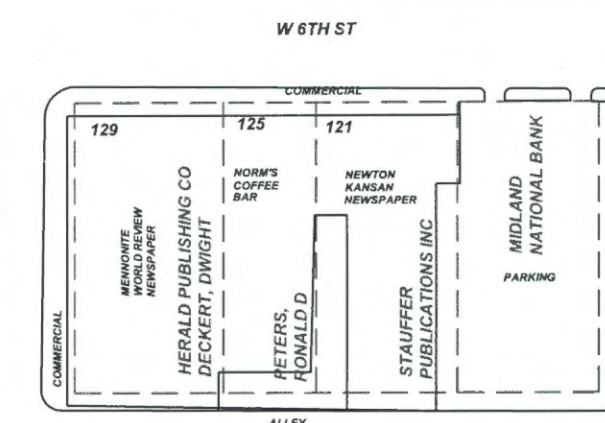 W 6TH ST
COMMERCIAL
129
125
121
MENNONITE
WORLD REVIEW
NEWSPAPER
HERALD PUBLISHING CO
DECKERT, DWIGHT
NORM'S
COFFEE
BAR
PETERS,
RONALD D
NEWTON
KANSAN
NEWSPAPER
STAUFFER
PUBLICATIONS INC
MIDLAND
NATIONAL BANK
PARKING
COMMERCIAL
ALLEY